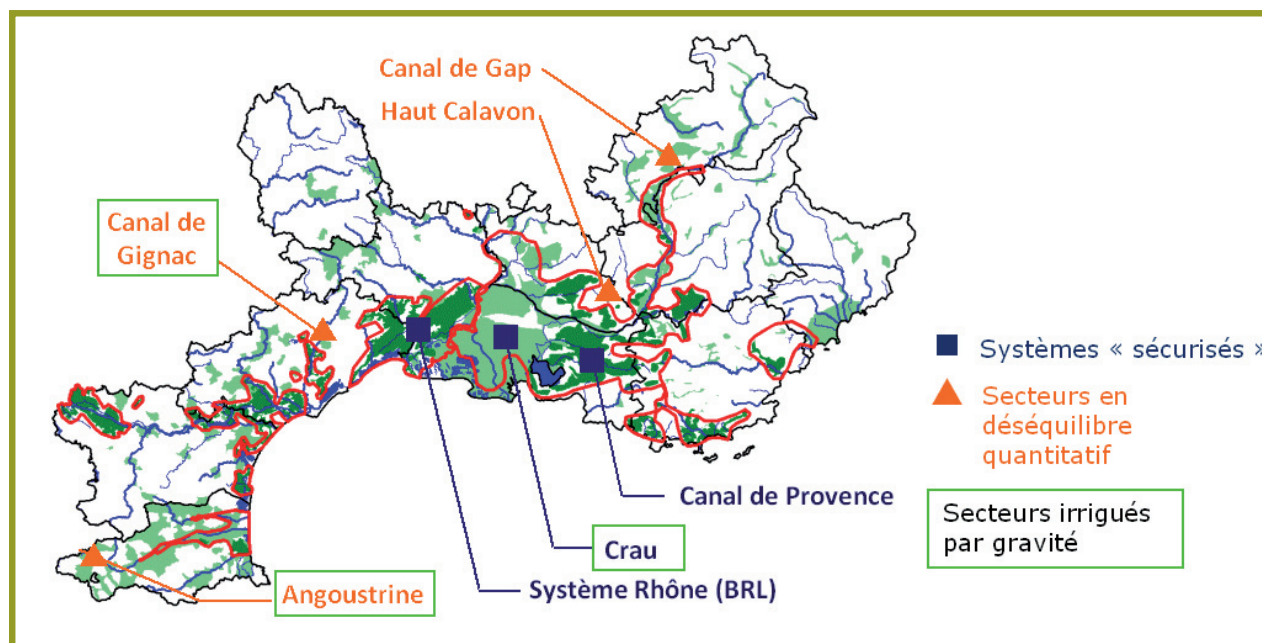 Canal de Gap
Haut Calavon
Canal de
Gignac
Systèmes « sécurisés »
Secteurs en
déséquilibre
quantitatif
Canal de Provence
Secteurs irrigués
par gravité
Crau
Système Rhône (BRL)
Angoustrine